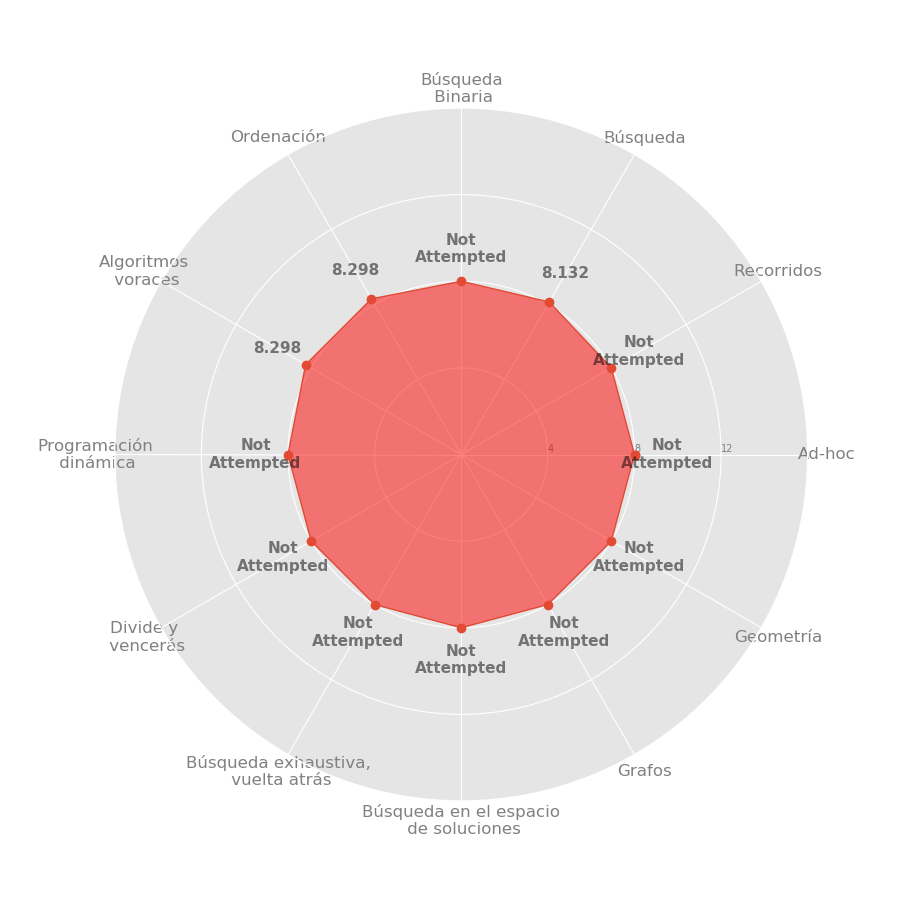 Búsqueda
Binaria
Ordenación
Búsqueda
Not
Attempted
Algoritmos
voraces
8.298
8.132
Recorridos
8.298
Not
Attempted
Programación
dinámica
Not
Attempted
4
8
12
Not
Attempted
Ad-hoc
Not
Attempted
Not
Attempted
Divide y
vencerás
Not
Attempted
Not
Attempted
Geometría
Not
Attempted
Búsqueda exhaustiva,
vuelta atrás
Grafos
Búsqueda en el espacio
de soluciones